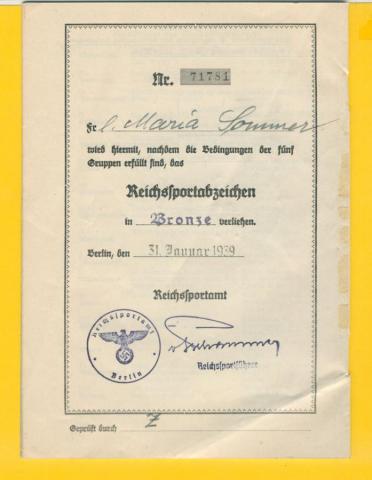 Nr. 71781
Frl. Maria Sommer
wird hiermit, nachdem die Bedingungen der fünf
Gruppen erfüllt sind, das
Reichssportabzeichen
in Bronze verliehen.
Berlin, den 31. Januar 1939
Reichssportamt
Reichssportamt
Berlin
Reichssportführer
Geprüft durch Z